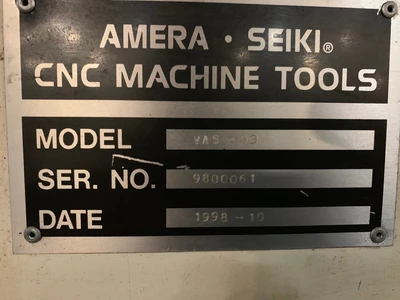 AMERA · SEIKI®
CNC MACHINE TOOLS
MODEL
SER. NO. 9800061
DATE 1998-10